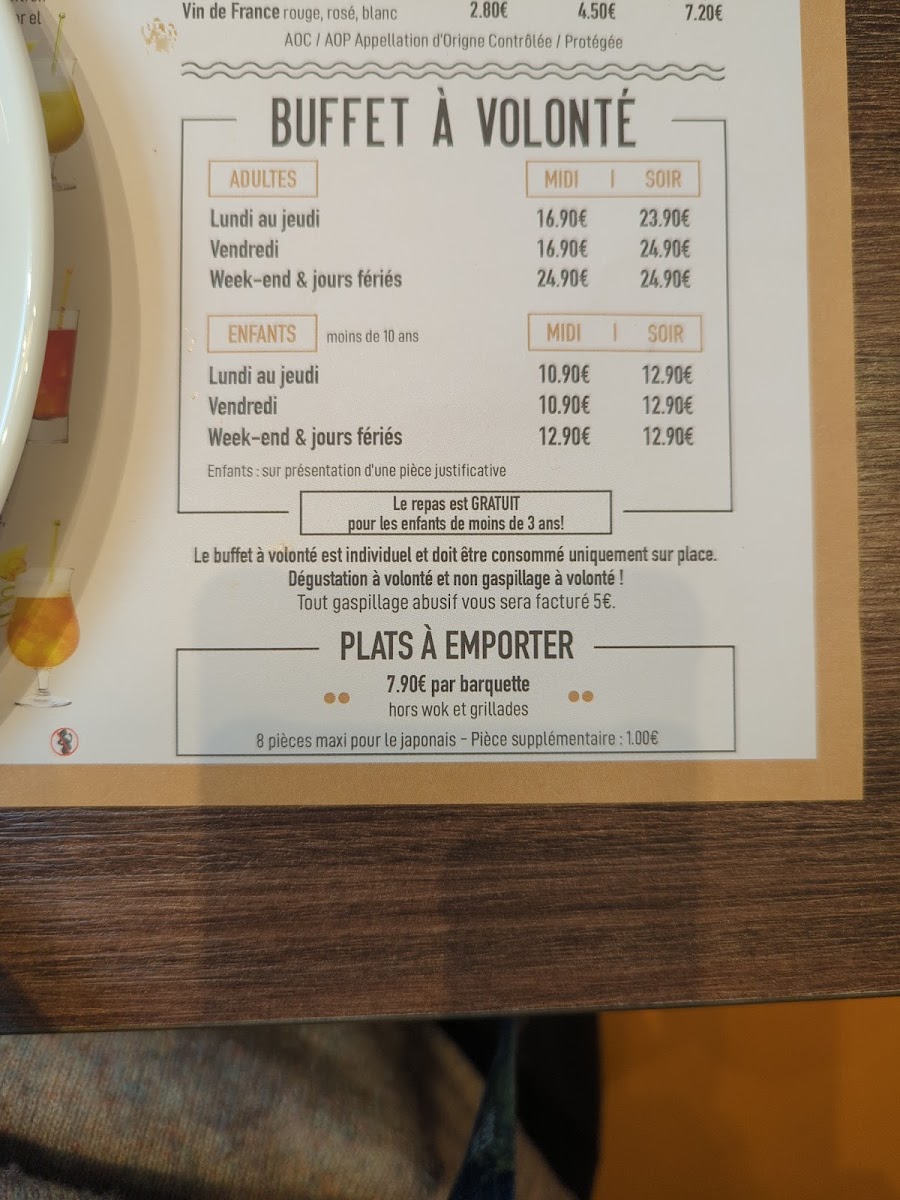 r el
Vin de France rouge, rosé, blanc 2.80€ 4.50€ 7.20€
AOC / AOP Appellation d'Origne Contrôlée / Protégée
BUFFET À VOLONTÉ
ADULTES MIDI | SOIR
Lundi au jeudi 16.90€ 23.90€
Vendredi 16.90€ 24.90€
Week-end & jours fériés 24.90€ 24.90€
ENFANTS moins de 10 ans MIDI | SOIR
Lundi au jeudi 10.90€ 12.90€
Vendredi 10.90€ 12.90€
Week-end & jours fériés 12.90€ 12.90€
Enfants : sur présentation d'une pièce justificative
Le repas est GRATUIT
pour les enfants de moins de 3 ans!
Le buffet à volonté est individuel et doit être consommé uniquement sur place.
Dégustation à volonté et non gaspillage à volonté !
Tout gaspillage abusif vous sera facturé 5€.
PLATS À EMPORTER
7.90€ par barquette
hors wok et grillades
8 pièces maxi pour le japonais - Pièce supplémentaire : 1.00€